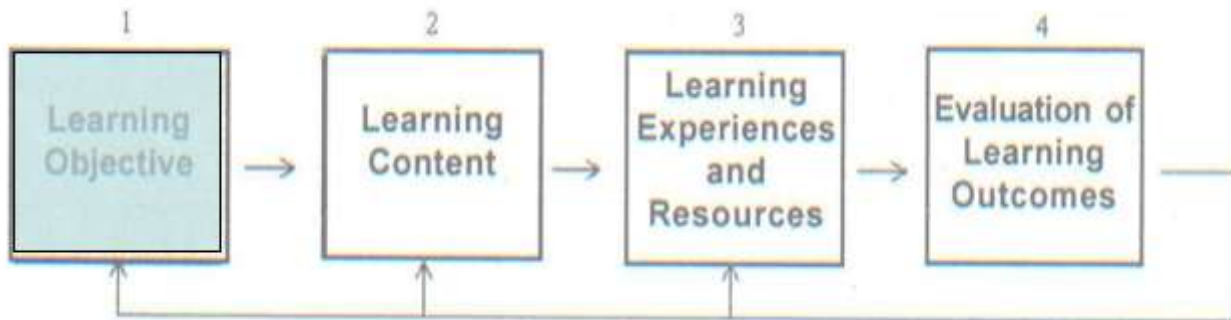 1
2
3
4
Learning
Objective
Learning
Content
Learning
Experiences
and
Resources
Evaluation of
Learning
Outcomes